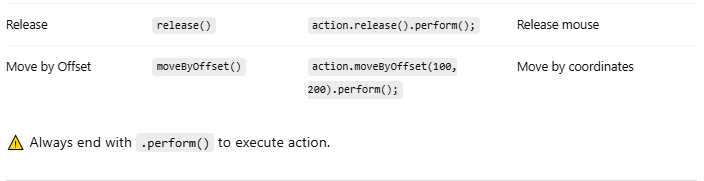 Release release() action.release().perform(); Release mouse
Move by Offset moveByOffset() action.moveByOffset(100, Move by coordinates
200).perform();
⚠ Always end with .perform() to execute action.